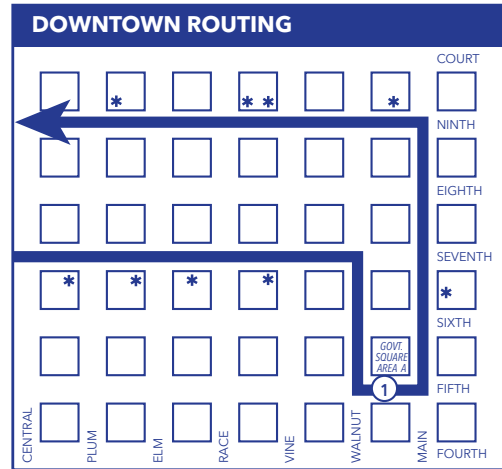 DOWNTOWN ROUTING
COURT
* * * *
NINTH
EIGHTH
SEVENTH
* * * * *
SIXTH
GOVT.
SQUARE
AREA A
1
FIFTH
CENTRAL
PLUM
ELM
RACE
VINE
WALNUT
MAIN
FOURTH